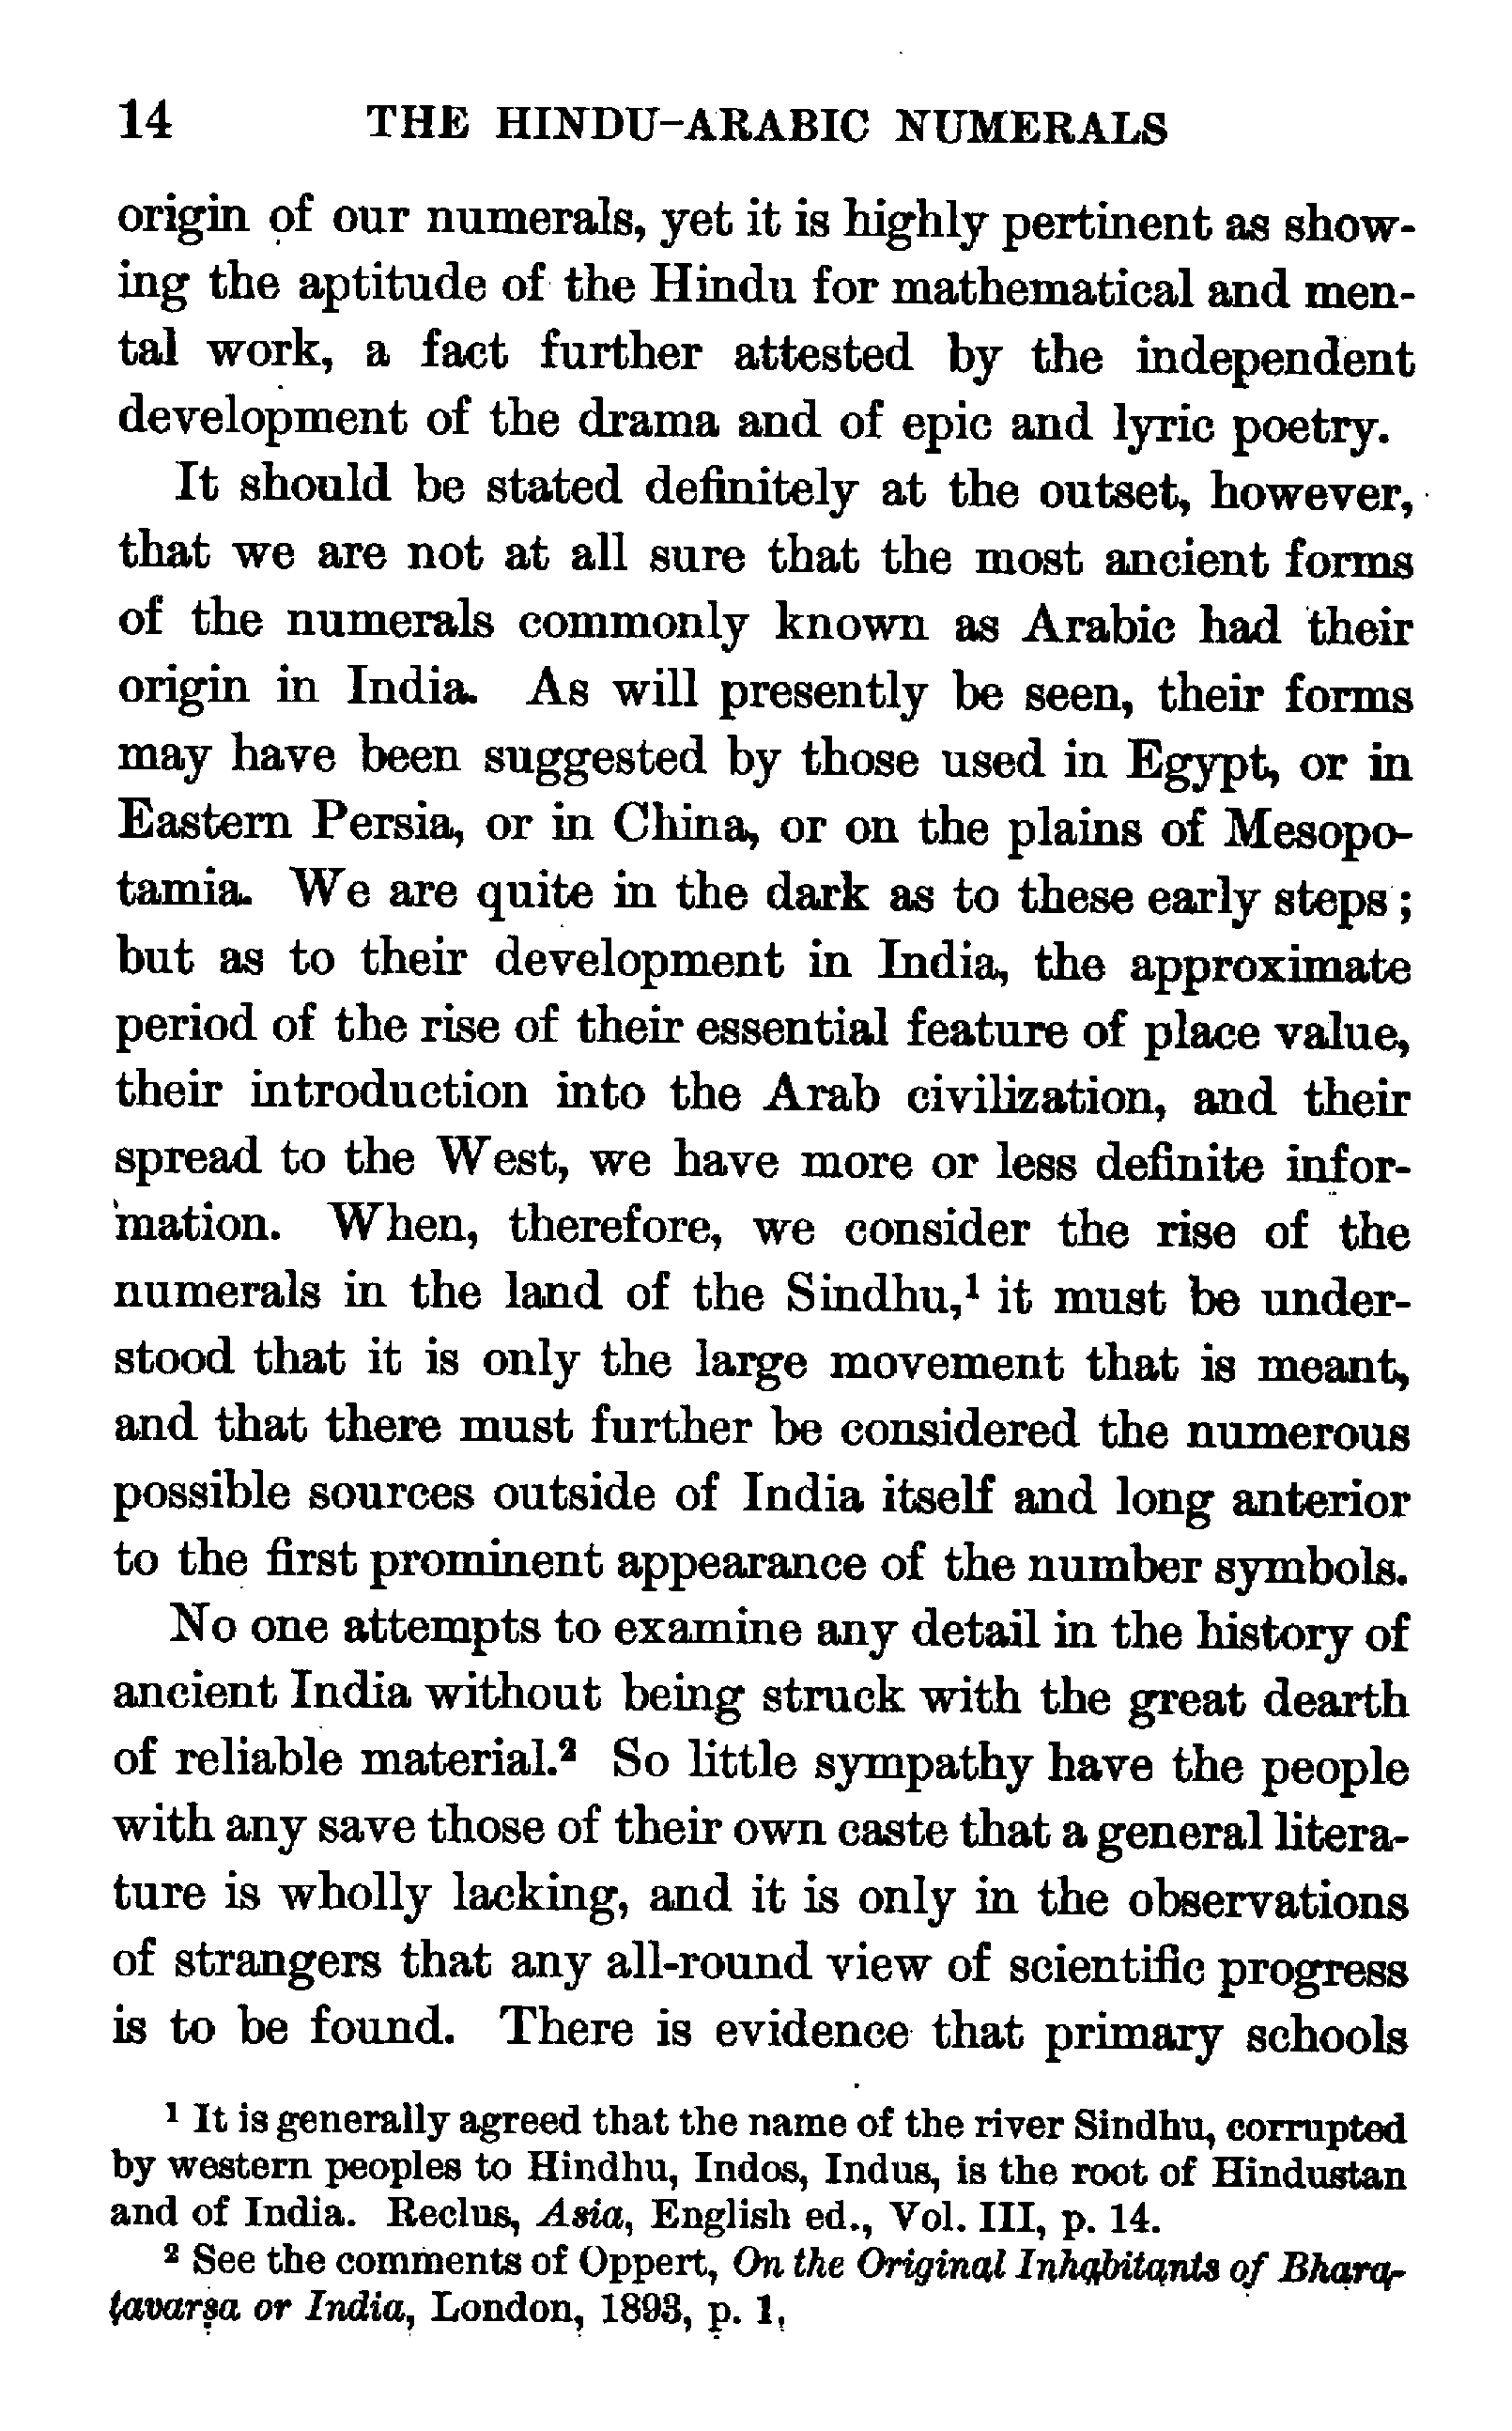 14 THE HINDU-ARABIC NUMERALS
origin of our numerals, yet it is highly pertinent as show-
ing the aptitude of the Hindu for mathematical and men-
tal work, a fact further attested by the independent
development of the drama and of epic and lyric poetry.
It should be stated definitely at the outset, however,
that we are not at all sure that the most ancient forms
of the numerals commonly known as Arabic had their
origin in India. As will presently be seen, their forms
may have been suggested by those used in Egypt, or in
Eastern Persia, or in China, or on the plains of Mesopo-
tamia. We are quite in the dark as to these early steps;
but as to their development in India, the approximate
period of the rise of their essential feature of place value,
their introduction into the Arab civilization, and their
spread to the West, we have more or less definite infor-
mation. When, therefore, we consider the rise of the
numerals in the land of the Sindhu,¹ it must be under-
stood that it is only the large movement that is meant,
and that there must further be considered the numerous
possible sources outside of India itself and long anterior
to the first prominent appearance of the number symbols.
No one attempts to examine any detail in the history of
ancient India without being struck with the great dearth
of reliable material.² So little sympathy have the people
with any save those of their own caste that a general litera-
ture is wholly lacking, and it is only in the observations
of strangers that any all-round view of scientific progress
is to be found. There is evidence that primary schools
¹ It is generally agreed that the name of the river Sindhu, corrupted
by western peoples to Hindhu, Indos, Indus, is the root of Hindustan
and of India. Reclus, Asia, English ed., Vol. III, p. 14.
² See the comments of Oppert, On the Original Inhabitants of Bhara-
tavarṣa or India, London, 1893, p. 1.